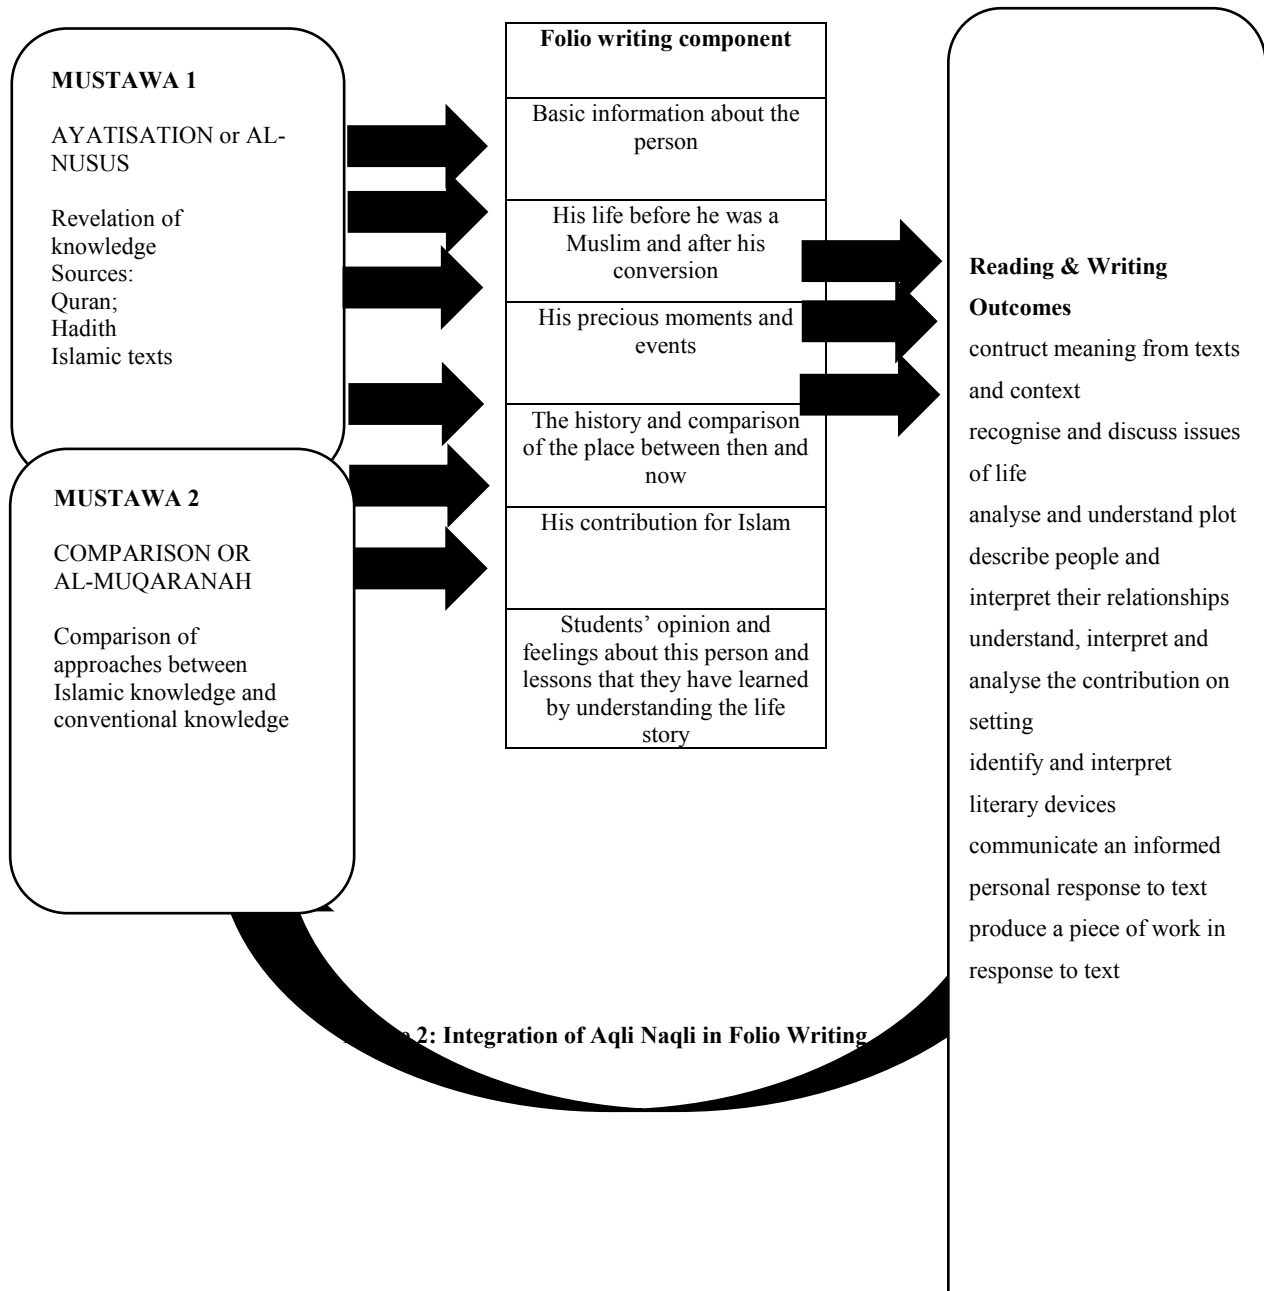 MUSTAWA 1
AYATISATION or AL-
NUSUS
Revelation of
knowledge
Sources:
Quran;
Hadith
Islamic texts
MUSTAWA 2
COMPARISON OR
AL-MUQARANAH
Comparison of
approaches between
Islamic knowledge and
conventional knowledge
Folio writing component
Basic information about the
person
His life before he was a
Muslim and after his
conversion
His precious moments and
events
The history and comparison
of the place between then and
now
His contribution for Islam
Students’ opinion and
feelings about this person and
lessons that they have learned
by understanding the life
story
Reading & Writing
Outcomes
contruct meaning from texts
and context
recognise and discuss issues
of life
analyse and understand plot
describe people and
interpret their relationships
understand, interpret and
analyse the contribution on
setting
identify and interpret
literary devices
communicate an informed
personal response to text
produce a piece of work in
response to text
2: Integration of Aqli Naqli in Folio Writing